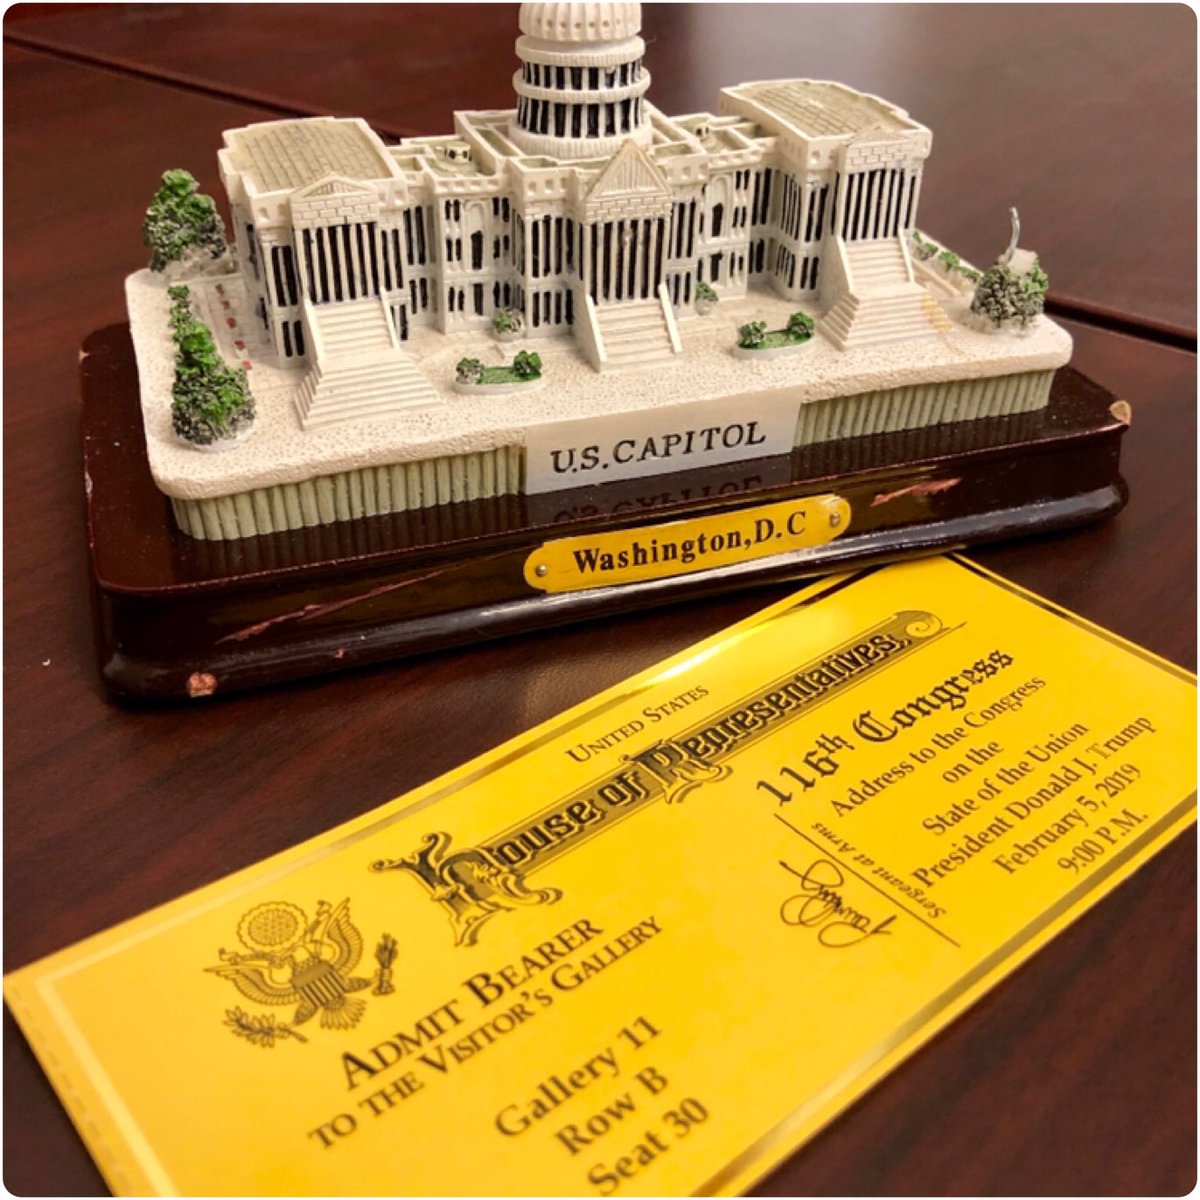 U.S. CAPITOL
Washington, D.C
UNITED STATES
House of Representatives
ADMIT BEARER
TO THE VISITOR'S GALLERY
Gallery 11
Row B
Seat 30
Sergeant at Arms
116th Congress
Address to the Congress
on the
State of the Union
President Donald J. Trump
February 5, 2019
9:00 P.M.